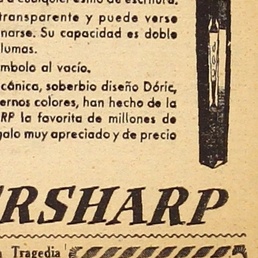 transparente y puede verse
narse. Su capacidad es doble
lumas.
mbolo al vacío.
cánica, soberbio diseño Dóric,
ernos colores, han hecho de la
RP la favorita de millones de
galo muy apreciado y de precio
ERSHARP
Tragedia